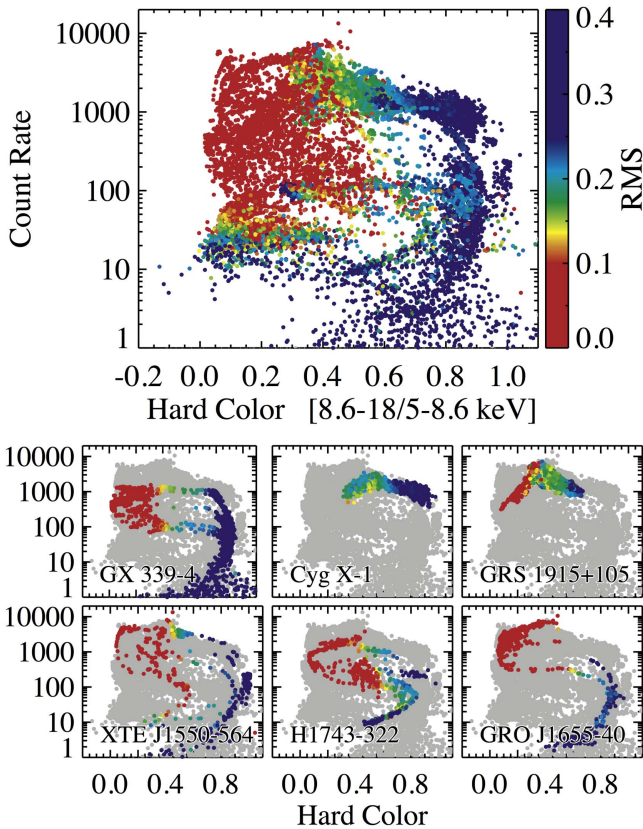 10000
1000
100
10
1
Count Rate
-0.2 0.0 0.2 0.4 0.6 0.8 1.0
Hard Color [8.6-18/5-8.6 keV]
0.4
0.3
0.2
0.1
0.0
RMS
10000
1000
100
10
1
GX 339-4
Cyg X-1
GRS 1915+105
10000
1000
100
10
1
XTE J1550-564
H1743-322
GRO J1655-40
0.0 0.4 0.8 0.0 0.4 0.8 0.0 0.4 0.8
Hard Color